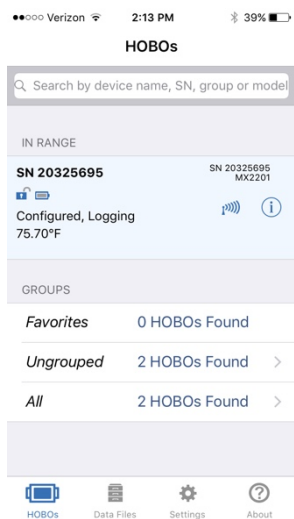 Verizon 2:13 PM 39%
HOBOs
Search by device name, SN, group or model
IN RANGE
SN 20325695
SN 20325695
MX2201
Configured, Logging
75.70°F
GROUPS
Favorites 0 HOBOs Found
Ungrouped 2 HOBOs Found
All 2 HOBOs Found
HOBOs Data Files Settings About